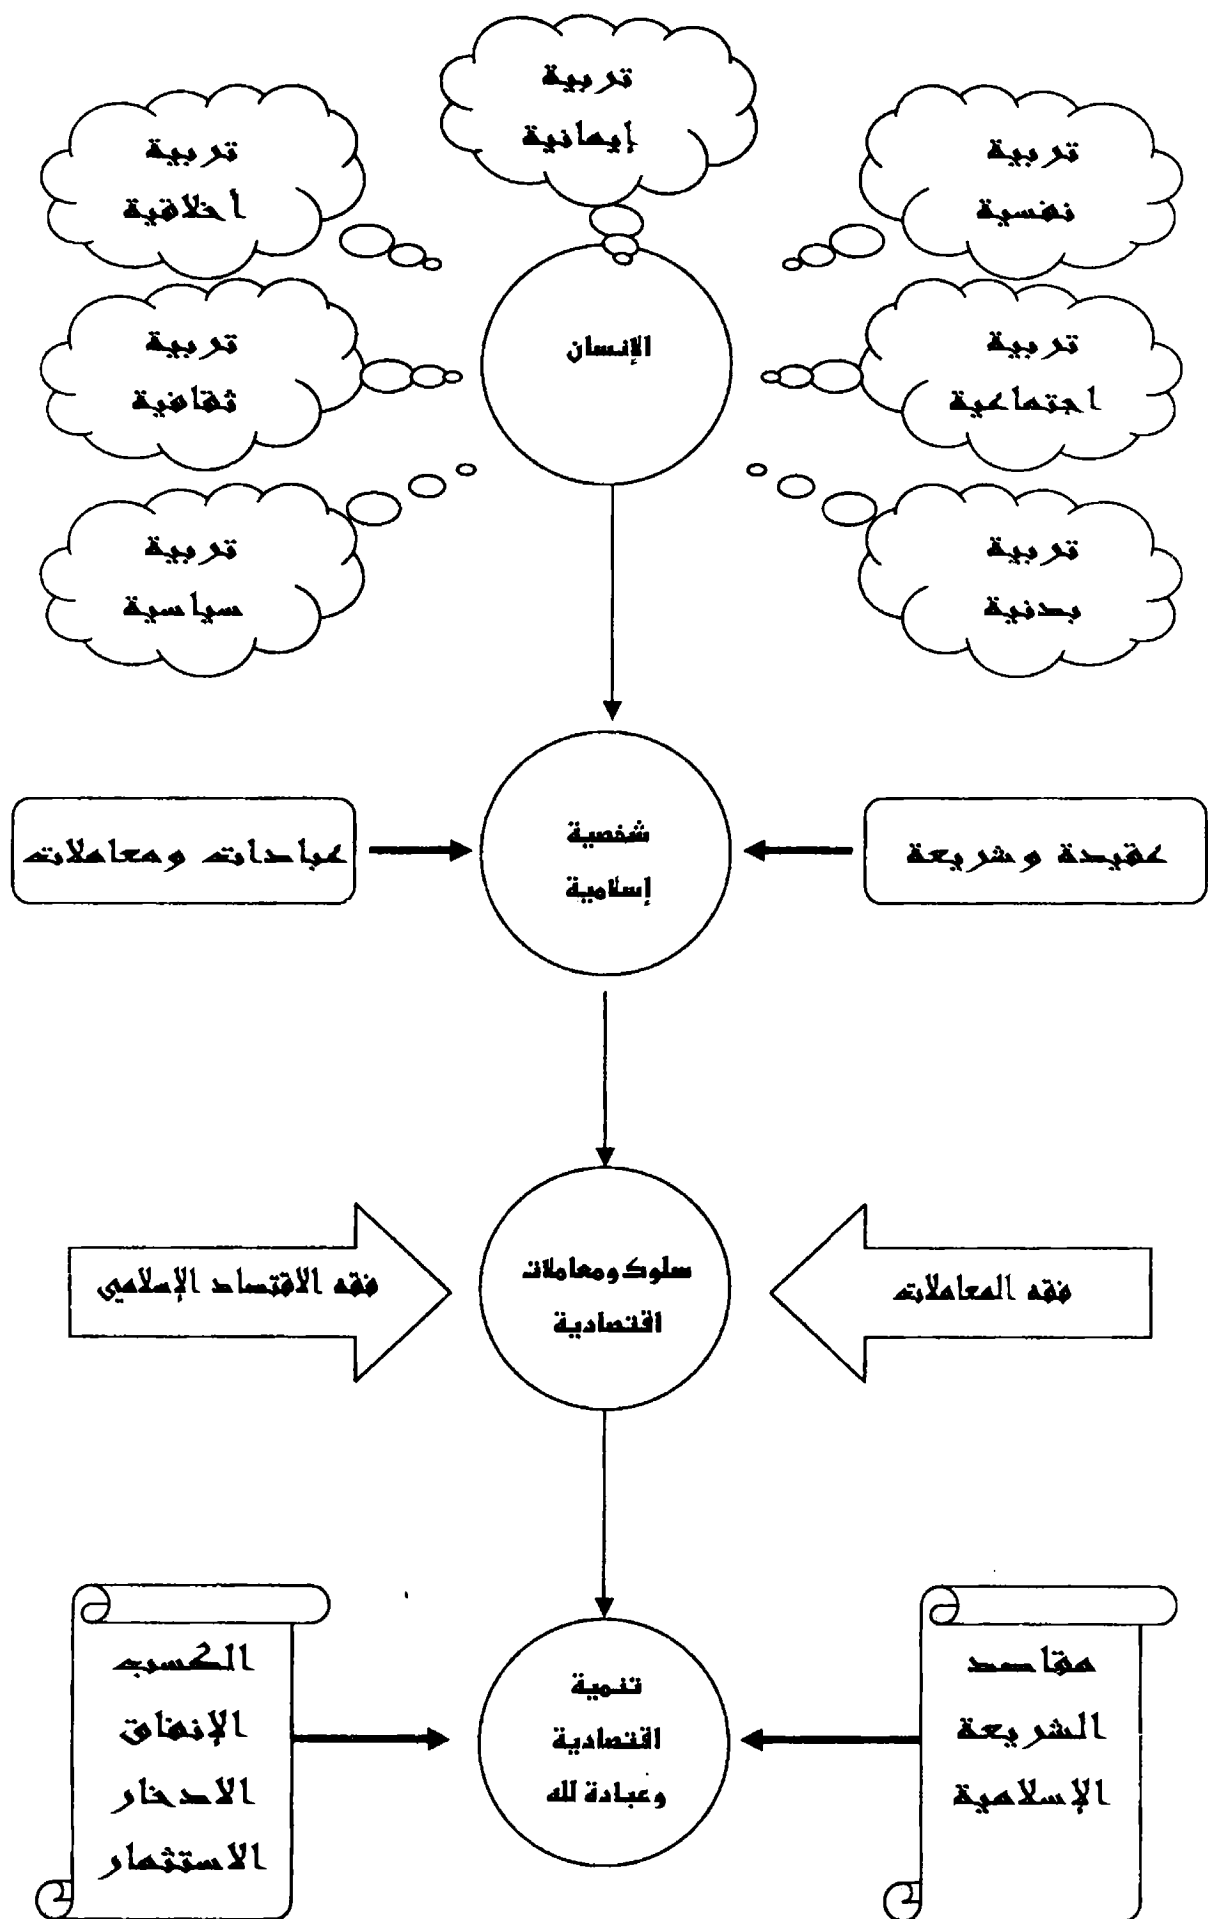 تربية
إيمانية
تربية
نفسية
تربية
أخلاقية
تربية
اجتماعية
الإنسان
تربية
ثقافية
تربية
بدنية
تربية
سياسية
عقيدة وشريعة
شخصية
إسلامية
عبادات ومعاملات
فقه المعاملات
سلوك ومعاملات
اقتصادية
فقه الاقتصاد الإسلامي
مقاصد
الشريعة
الإسلامية
تنمية
اقتصادية
وعبادة لله
الكسب
الإنفاق
الادخار
الاستثمار